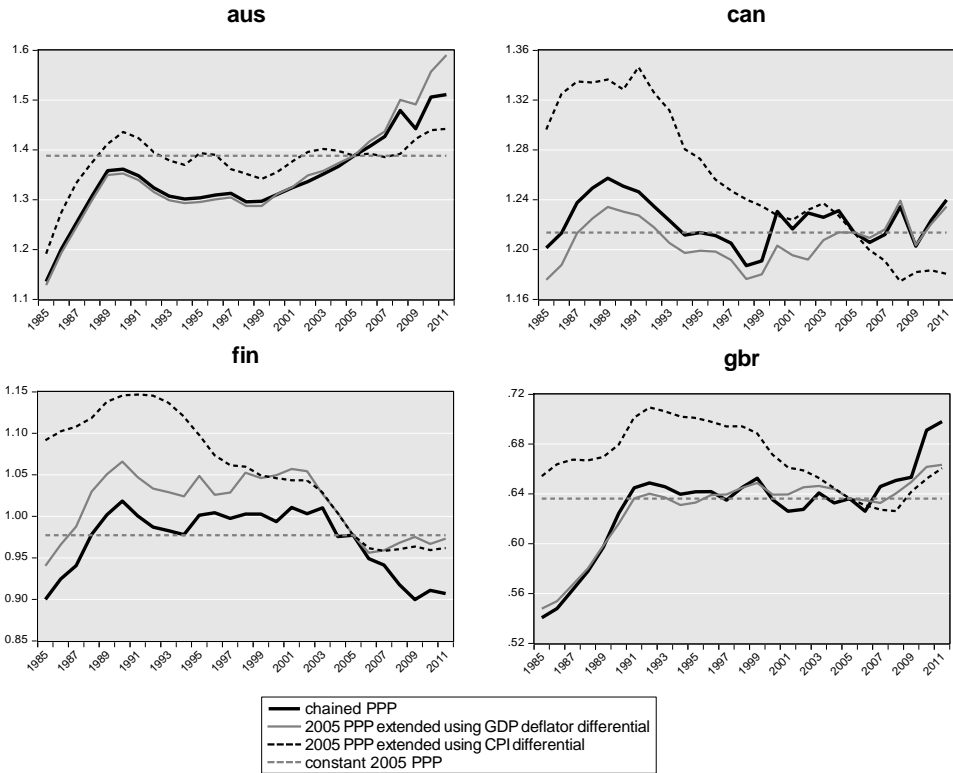 aus
1.6
1.5
1.4
1.3
1.2
1.1
1985 1987 1989 1991 1993 1995 1997 1999 2001 2003 2005 2007 2009 2011
can
1.36
1.32
1.28
1.24
1.20
1.16
1985 1987 1989 1991 1993 1995 1997 1999 2001 2003 2005 2007 2009 2011
fin
1.15
1.10
1.05
1.00
0.95
0.90
0.85
1985 1987 1989 1991 1993 1995 1997 1999 2001 2003 2005 2007 2009 2011
gbr
.72
.68
.64
.60
.56
.52
1985 1987 1989 1991 1993 1995 1997 1999 2001 2003 2005 2007 2009 2011
chained PPP
2005 PPP extended using GDP deflator differential
2005 PPP extended using CPI differential
constant 2005 PPP